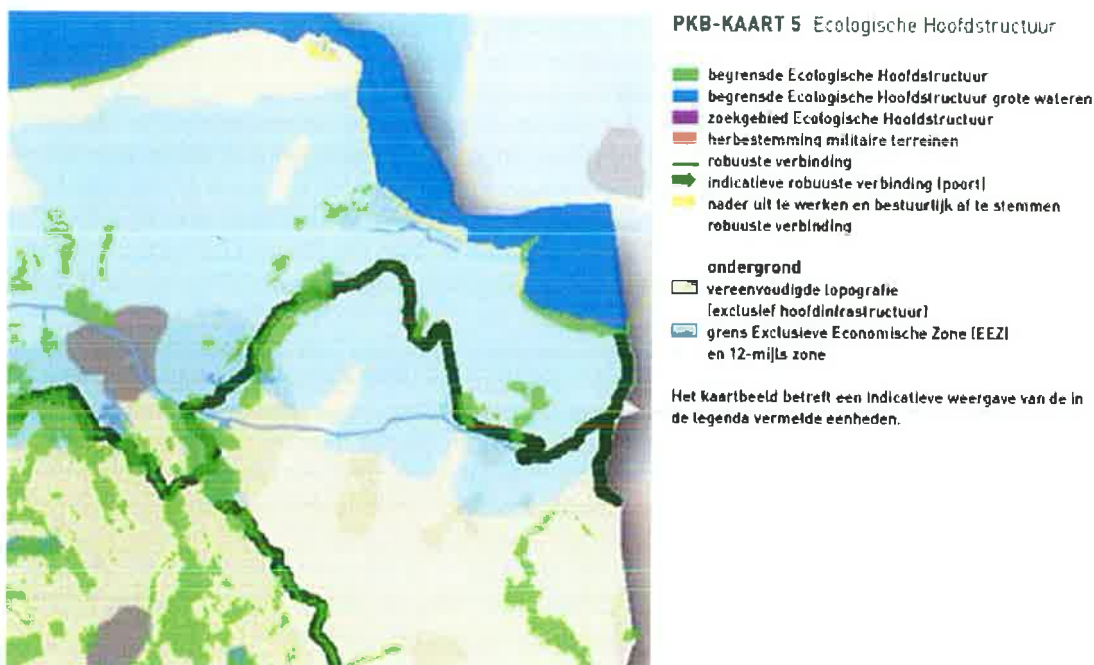 PKB-KAART 5 Ecologische Hoofdstructuur
begrensde Ecologische Hoofdstructuur
begrensde Ecologische Hoofdstructuur grote wateren
zoekgebied Ecologische Hoofdstructuur
herbestemming militaire terreinen
robuuste verbinding
indicatieve robuuste verbinding (poort)
nader uit te werken en bestuurlijk af te stemmen
robuuste verbinding
ondergrond
vereenvoudigde topografie
(exclusief hoofdinfrastructuur)
grens Exclusieve Economische Zone (EEZ)
en 12-mijls zone
Het kaartbeeld betreft een indicatieve weergave van de in
de legenda vermelde eenheden.